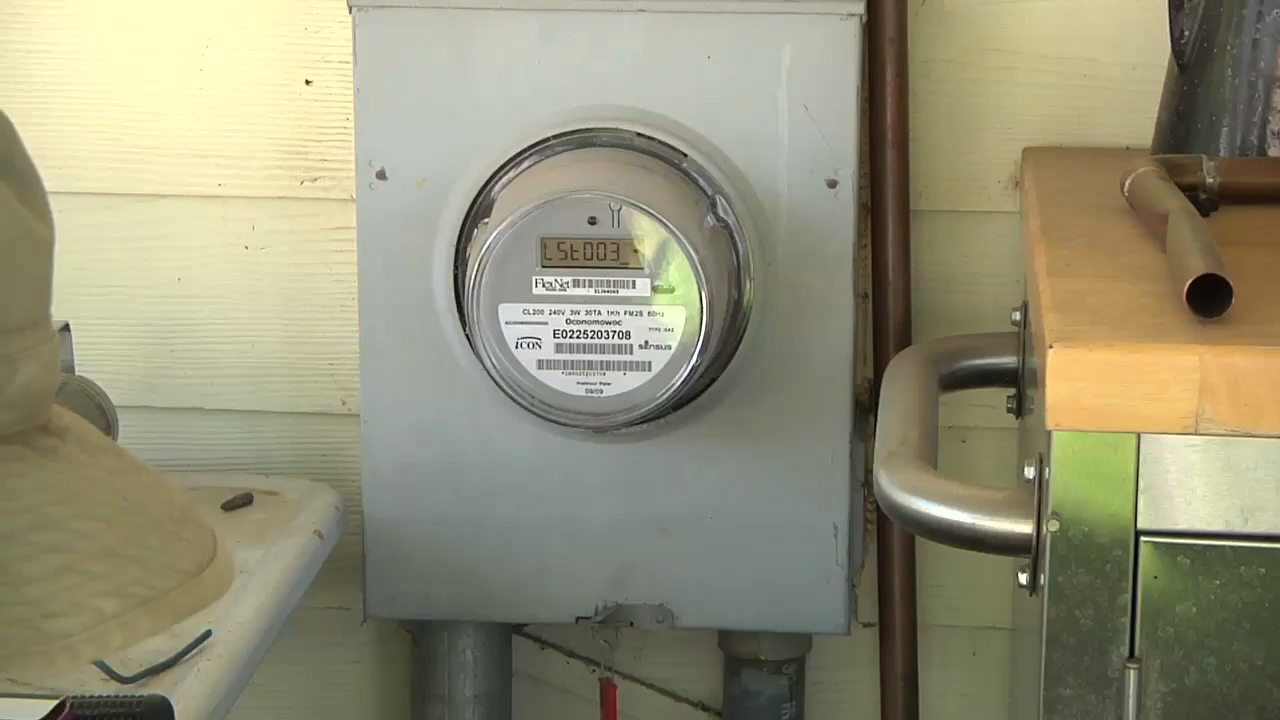 LSt003
FlexNet
CL200 240V 3W 30TA 1Kh FM2S 60Hz
Oconomowoc
E0225203708
iCON
sensus
09/09